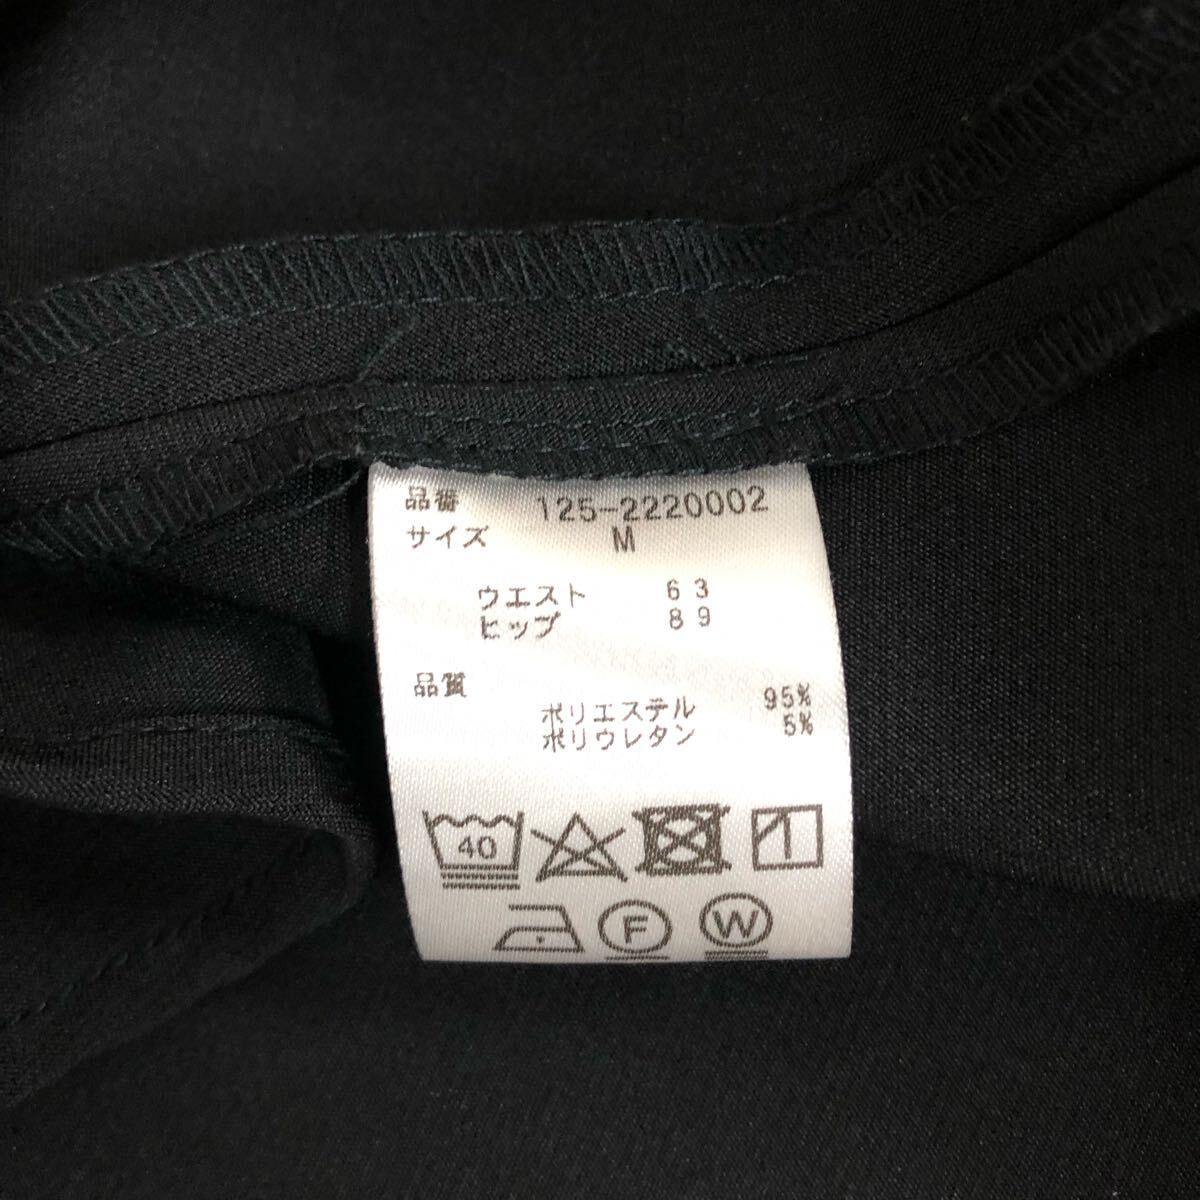 品番 125-2220002
サイズ M
ウエスト 63
ヒップ 89
品質
ポリエステル 95%
ポリウレタン 5%
40
F W